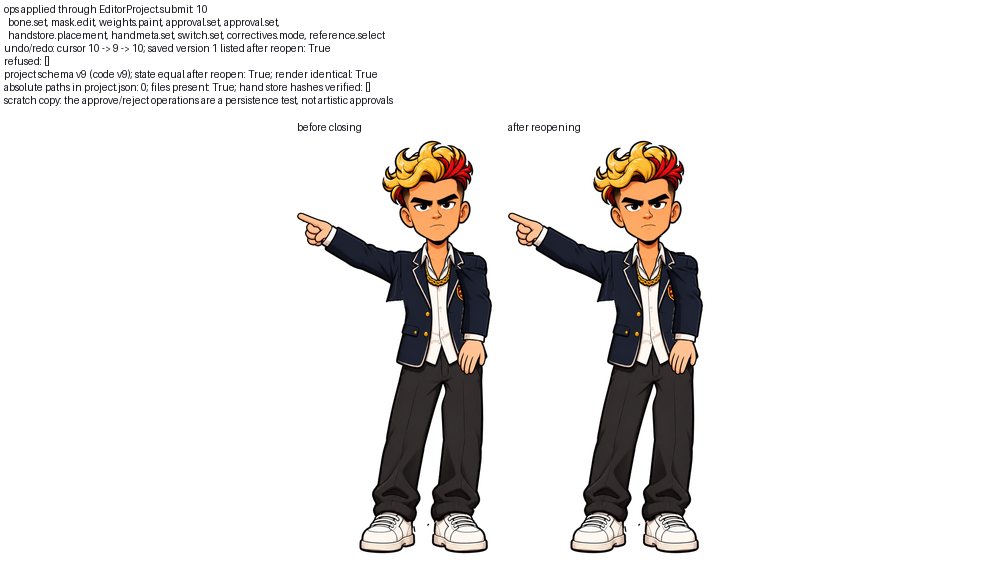 ops applied through EditorProject.submit: 10
bone.set, mask.edit, weights.paint, approval.set, approval.set,
handstore.placement, handmeta.set, switch.set, correctives.mode, reference.select
undo/redo: cursor 10 -> 9 -> 10; saved version 1 listed after reopen: True
refused: []
project schema v9 (code v9); state equal after reopen: True; render identical: True
absolute paths in project.json: 0; files present: True; hand store hashes verified: []
scratch copy: the approve/reject operations are a persistence test, not artistic approvals
before closing
after reopening